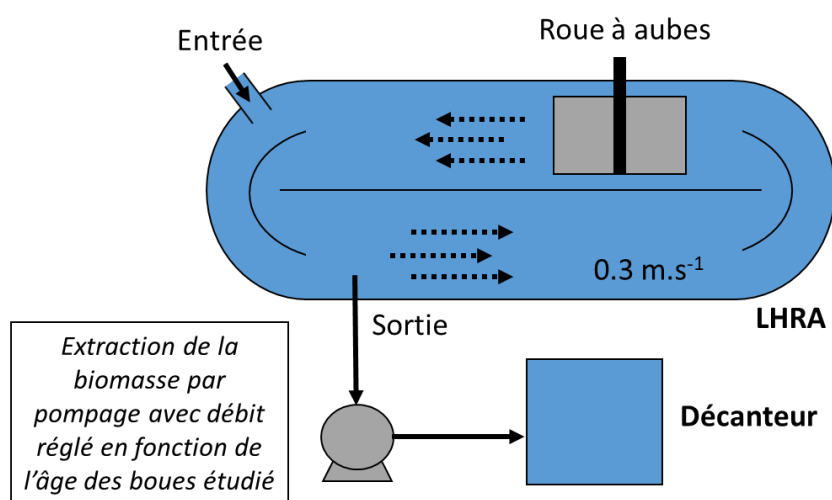 Entrée
Roue à aubes
0.3 m.s⁻¹
LHRA
Sortie
Extraction de la
biomasse par
pompage avec débit
réglé en fonction de
l'âge des boues étudié
Décanteur